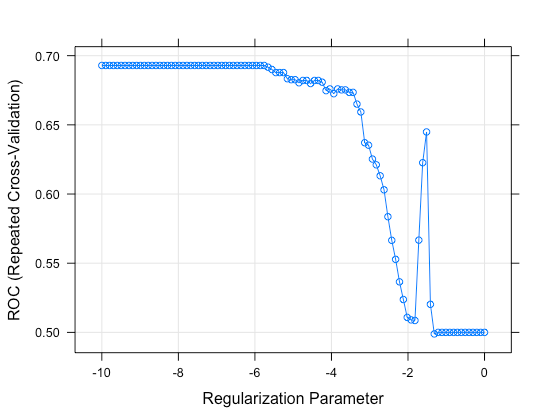 ROC (Repeated Cross-Validation)
0.70
0.65
0.60
0.55
0.50
-10 -8 -6 -4 -2 0
Regularization Parameter